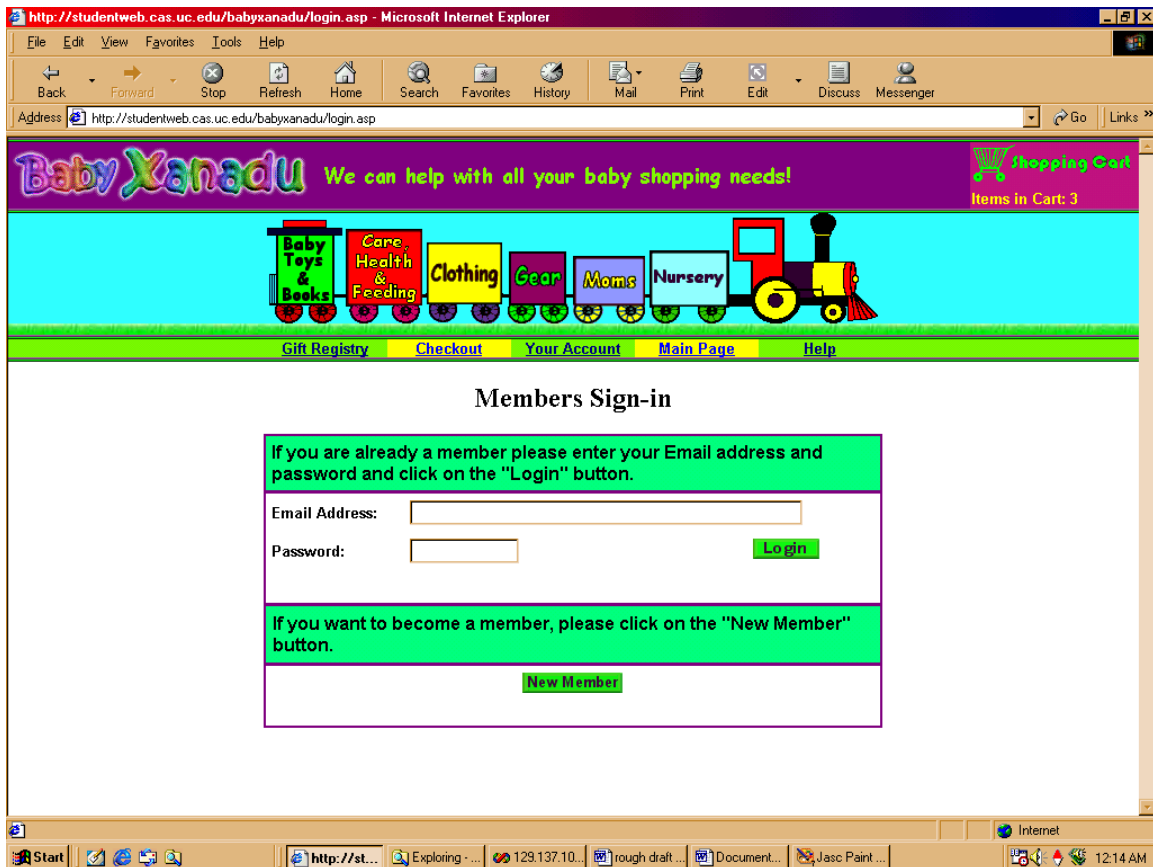 http://studentweb.cas.uc.edu/babyxanadu/login.asp - Microsoft Internet Explorer
File Edit View Favorites Tools Help
Back Forward Stop Refresh Home Search Favorites History Mail Print Edit Discuss Messenger
Address http://studentweb.cas.uc.edu/babyxanadu/login.asp Go Links »
Baby Xanadu We can help with all your baby shopping needs! Shopping Cart
Items in Cart: 3
Baby
Toys
&
Books
Care,
Health
&
Feeding
Clothing
Gear
Moms
Nursery
Gift Registry Checkout Your Account Main Page Help
Members Sign-in
If you are already a member please enter your Email address and
password and click on the "Login" button.
Email Address:
Password: Login
If you want to become a member, please click on the "New Member"
button.
New Member
Internet
Start http://st... Exploring - ... 129.137.10... rough draft ... Document... Jasc Paint ... 12:14 AM